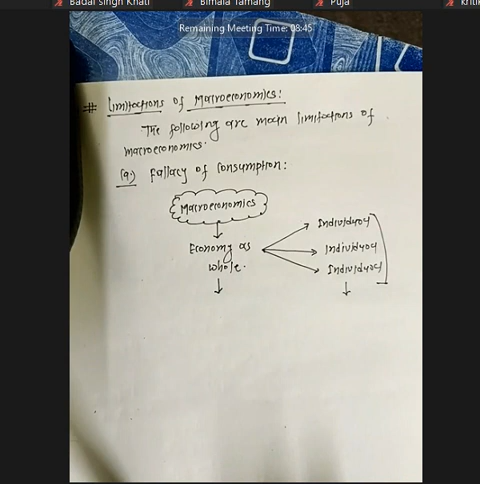 Badal Singh Khati
Bimala Tamang
Puja
kritik
Remaining Meeting Time: 08:45
# Limitations of Macroeconomics:
The following are main limitations of
macroeconomics.
(a) Fallacy of Consumption:
Macroeconomics
Economy as
whole.
Individual
Individual
Individual